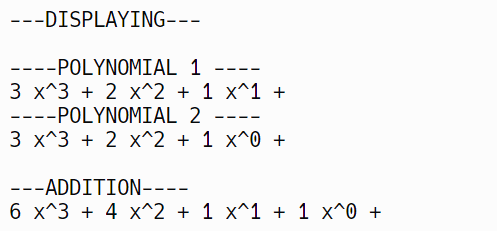 ---DISPLAYING---
----POLYNOMIAL 1 ----
3 x^3 + 2 x^2 + 1 x^1 +
----POLYNOMIAL 2 ----
3 x^3 + 2 x^2 + 1 x^0 +
---ADDITION----
6 x^3 + 4 x^2 + 1 x^1 + 1 x^0 +